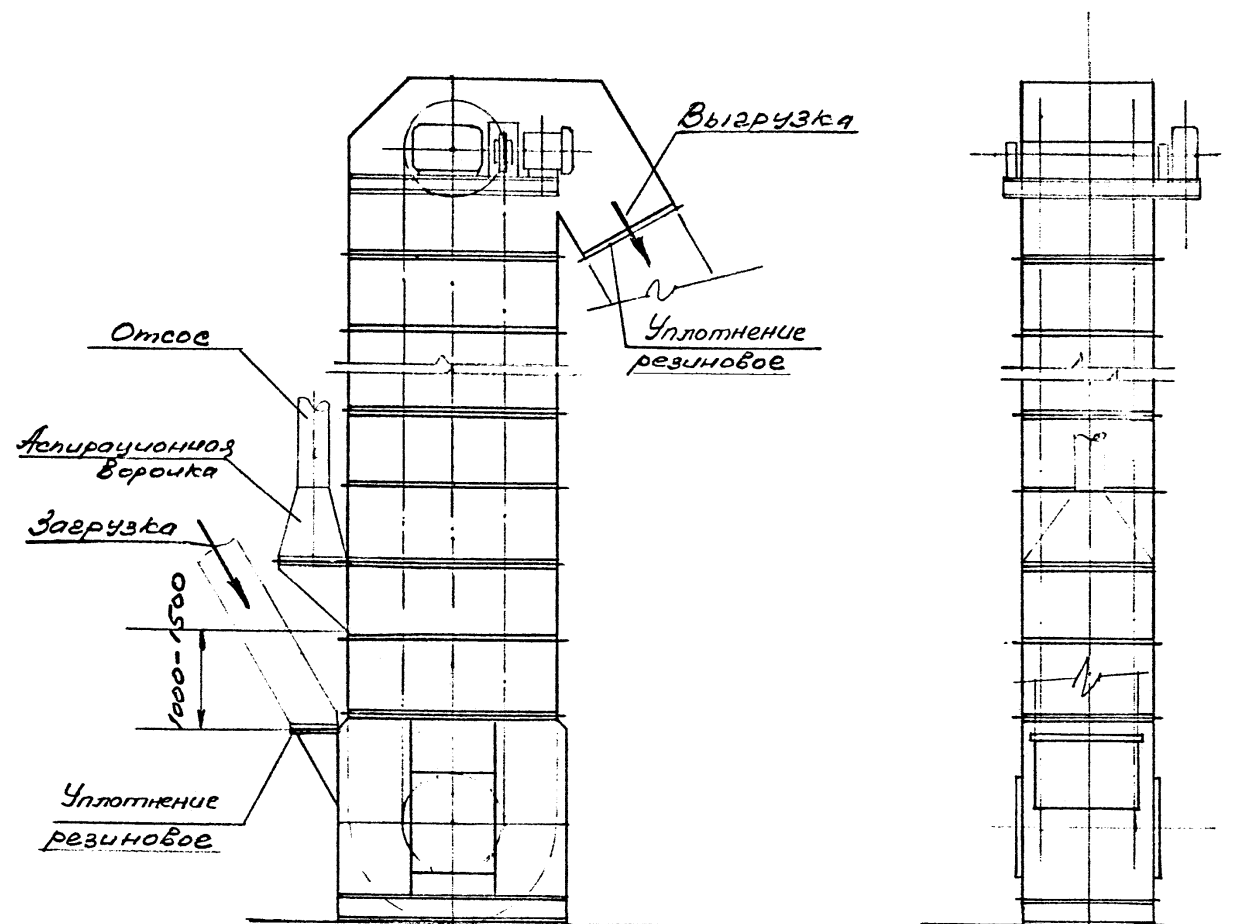 Выгрузка
Уплотнение
резиновое
Отсос
Аспирационная
воронка
Загрузка
1000-1500
Уплотнение
резиновое